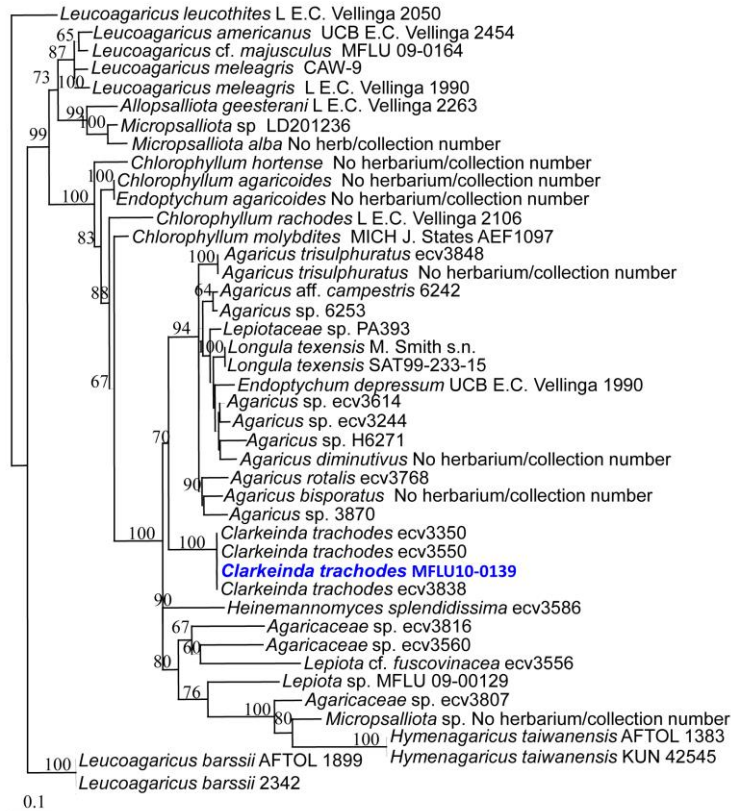 Leucoagaricus leucothites L E.C. Vellinga 2050
65 Leucoagaricus americanus UCB E.C. Vellinga 2454
87 Leucoagaricus cf. majusculus MFLU 09-0164
73 Leucoagaricus meleagris CAW-9
100 Leucoagaricus meleagris L E.C. Vellinga 1990
99 Allopsalliota geesterani L E.C. Vellinga 2263
100 Micropsalliota sp LD201236
99 Micropsalliota alba No herb/collection number
Chlorophyllum hortense No herbarium/collection number
100 Chlorophyllum agaricoides No herbarium/collection number
100 Endoptychum agaricoides No herbarium/collection number
Chlorophyllum rachodes L E.C. Vellinga 2106
83 Chlorophyllum molybdites MICH J. States AEF1097
100 Agaricus trisulphuratus ecv3848
Agaricus trisulphuratus No herbarium/collection number
88 64 Agaricus aff. campestris 6242
Agaricus sp. 6253
94 Lepiotaceae sp. PA393
100 Longula texensis M. Smith s.n.
Longula texensis SAT99-233-15
67 Endoptychum depressum UCB E.C. Vellinga 1990
Agaricus sp. ecv3614
Agaricus sp. ecv3244
70 Agaricus sp. H6271
Agaricus diminutivus No herbarium/collection number
Agaricus rotalis ecv3768
90 Agaricus bisporatus No herbarium/collection number
Agaricus sp. 3870
100 Clarkeinda trachodes ecv3350
100 Clarkeinda trachodes ecv3550
Clarkeinda trachodes MFLU10-0139
Clarkeinda trachodes ecv3838
90 Heinemannomyces splendidissima ecv3586
67 Agaricaceae sp. ecv3816
60 Agaricaceae sp. ecv3560
80 Lepiota cf. fuscovinacea ecv3556
76 Lepiota sp. MFLU 09-00129
100 Agaricaceae sp. ecv3807
80 Micropsalliota sp. No herbarium/collection number
100 Hymenagaricus taiwanensis AFTOL 1383
Hymenagaricus taiwanensis KUN 42545
100 Leucoagaricus barssii AFTOL 1899
Leucoagaricus barssii 2342
0.1